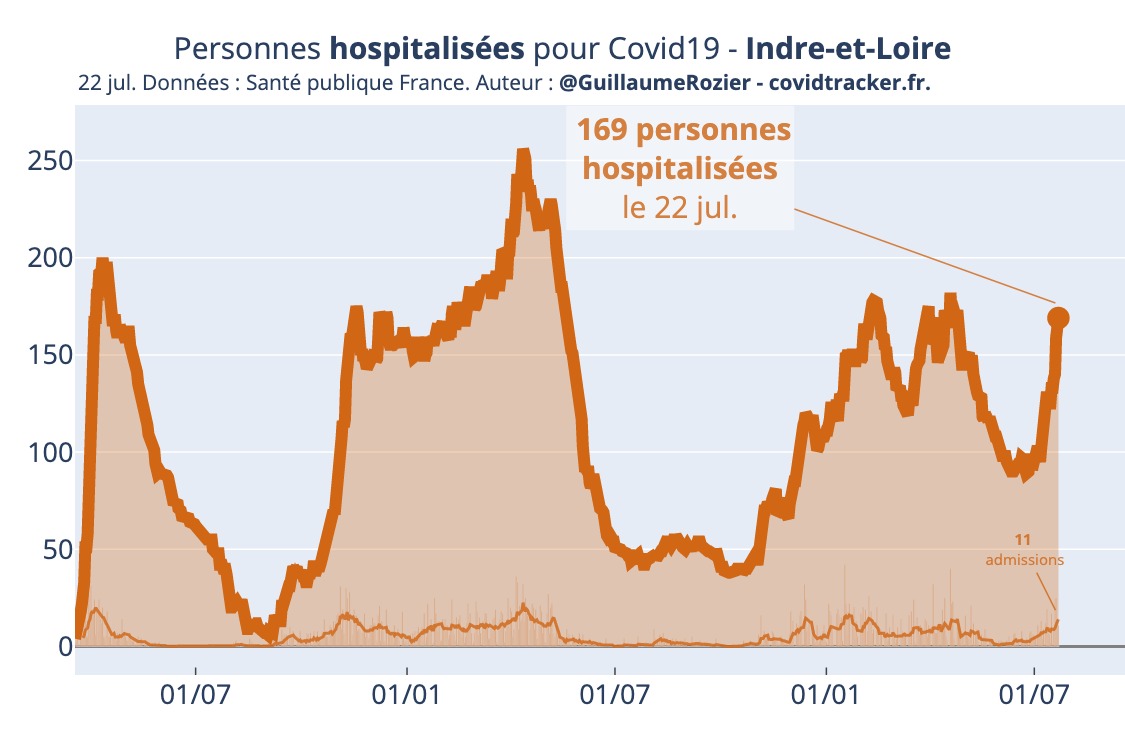 Personnes hospitalisées pour Covid19 - Indre-et-Loire
22 jul. Données : Santé publique France. Auteur : @GuillaumeRozier - covidtracker.fr.
169 personnes
hospitalisées
le 22 jul.
250
200
150
100
50
0
11
admissions
01/07
01/01
01/07
01/01
01/07